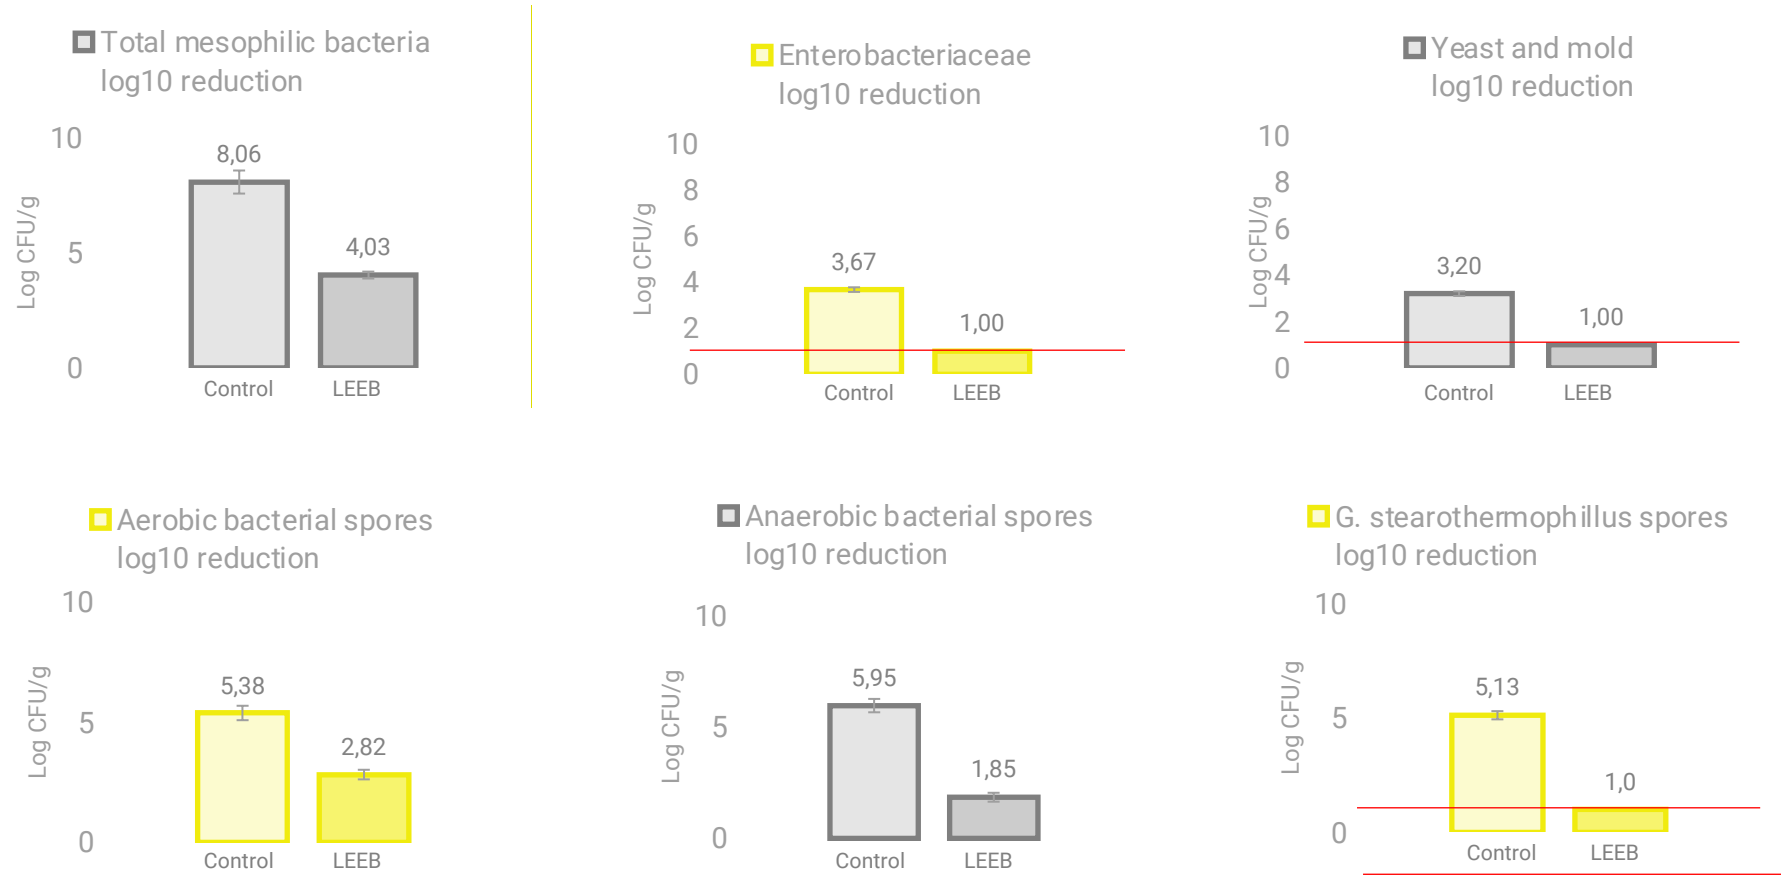 Total mesophilic bacteria
log10 reduction
10
8,06
Log CFU/g
5
4,03
0
Control
LEEB
Enterobacteriaceae
log10 reduction
10
8
Log CFU/g
6
4
3,67
2
1,00
0
Control
LEEB
Yeast and mold
log10 reduction
10
8
Log CFU/g
6
4
3,20
2
1,00
0
Control
LEEB
Aerobic bacterial spores
log10 reduction
10
5,38
Log CFU/g
5
2,82
0
Control
LEEB
Anaerobic bacterial spores
log10 reduction
10
5,95
Log CFU/g
5
1,85
0
Control
LEEB
G. stearothermophillus spores
log10 reduction
10
5,13
Log CFU/g
5
1,0
0
Control
LEEB